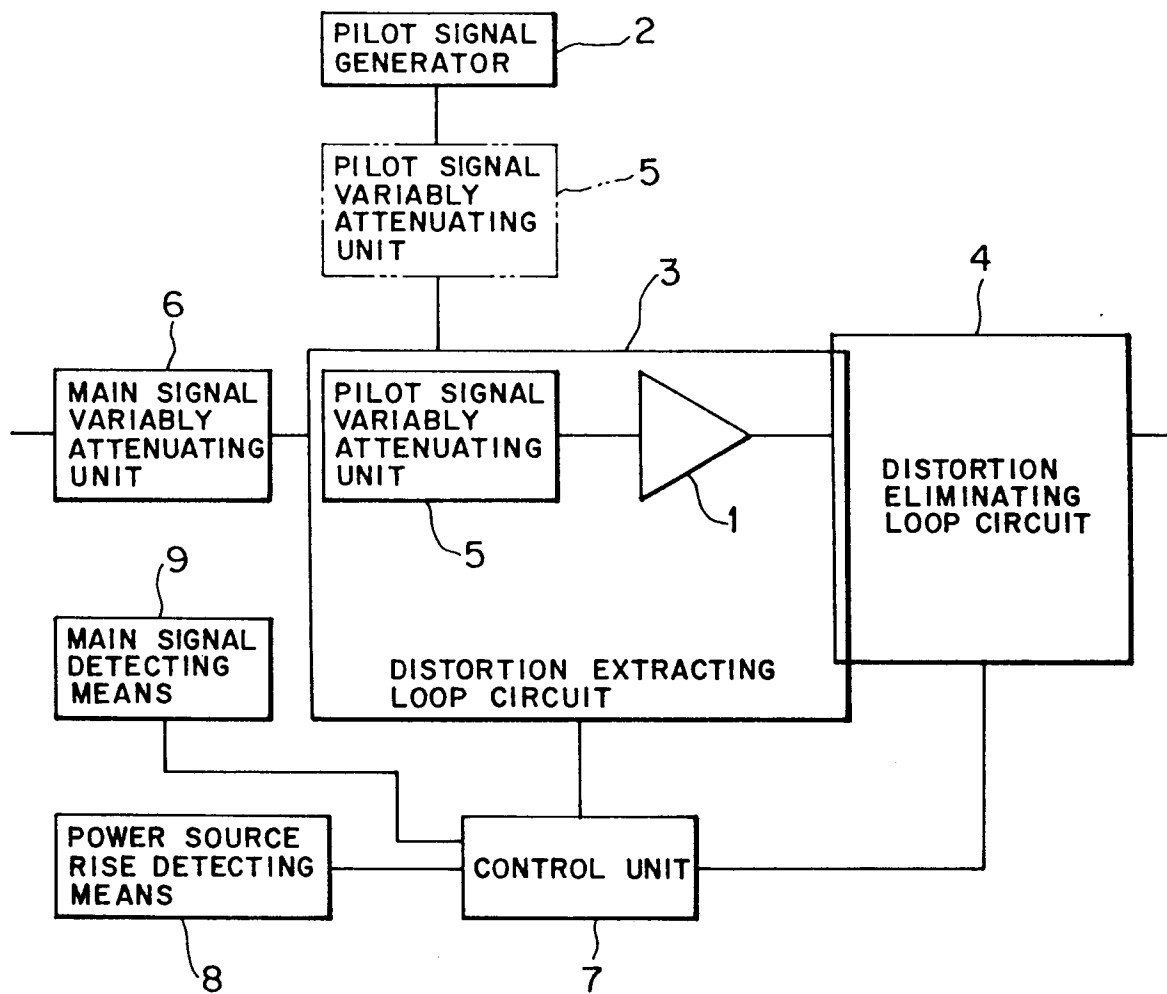 PILOT SIGNAL
GENERATOR
2
PILOT SIGNAL
VARIABLY
ATTENUATING
UNIT
5
3
4
6
MAIN SIGNAL
VARIABLY
ATTENUATING
UNIT
PILOT SIGNAL
VARIABLY
ATTENUATING
UNIT
5
1
DISTORTION
ELIMINATING
LOOP CIRCUIT
9
MAIN SIGNAL
DETECTING
MEANS
DISTORTION EXTRACTING
LOOP CIRCUIT
POWER SOURCE
RISE DETECTING
MEANS
8
CONTROL UNIT
7